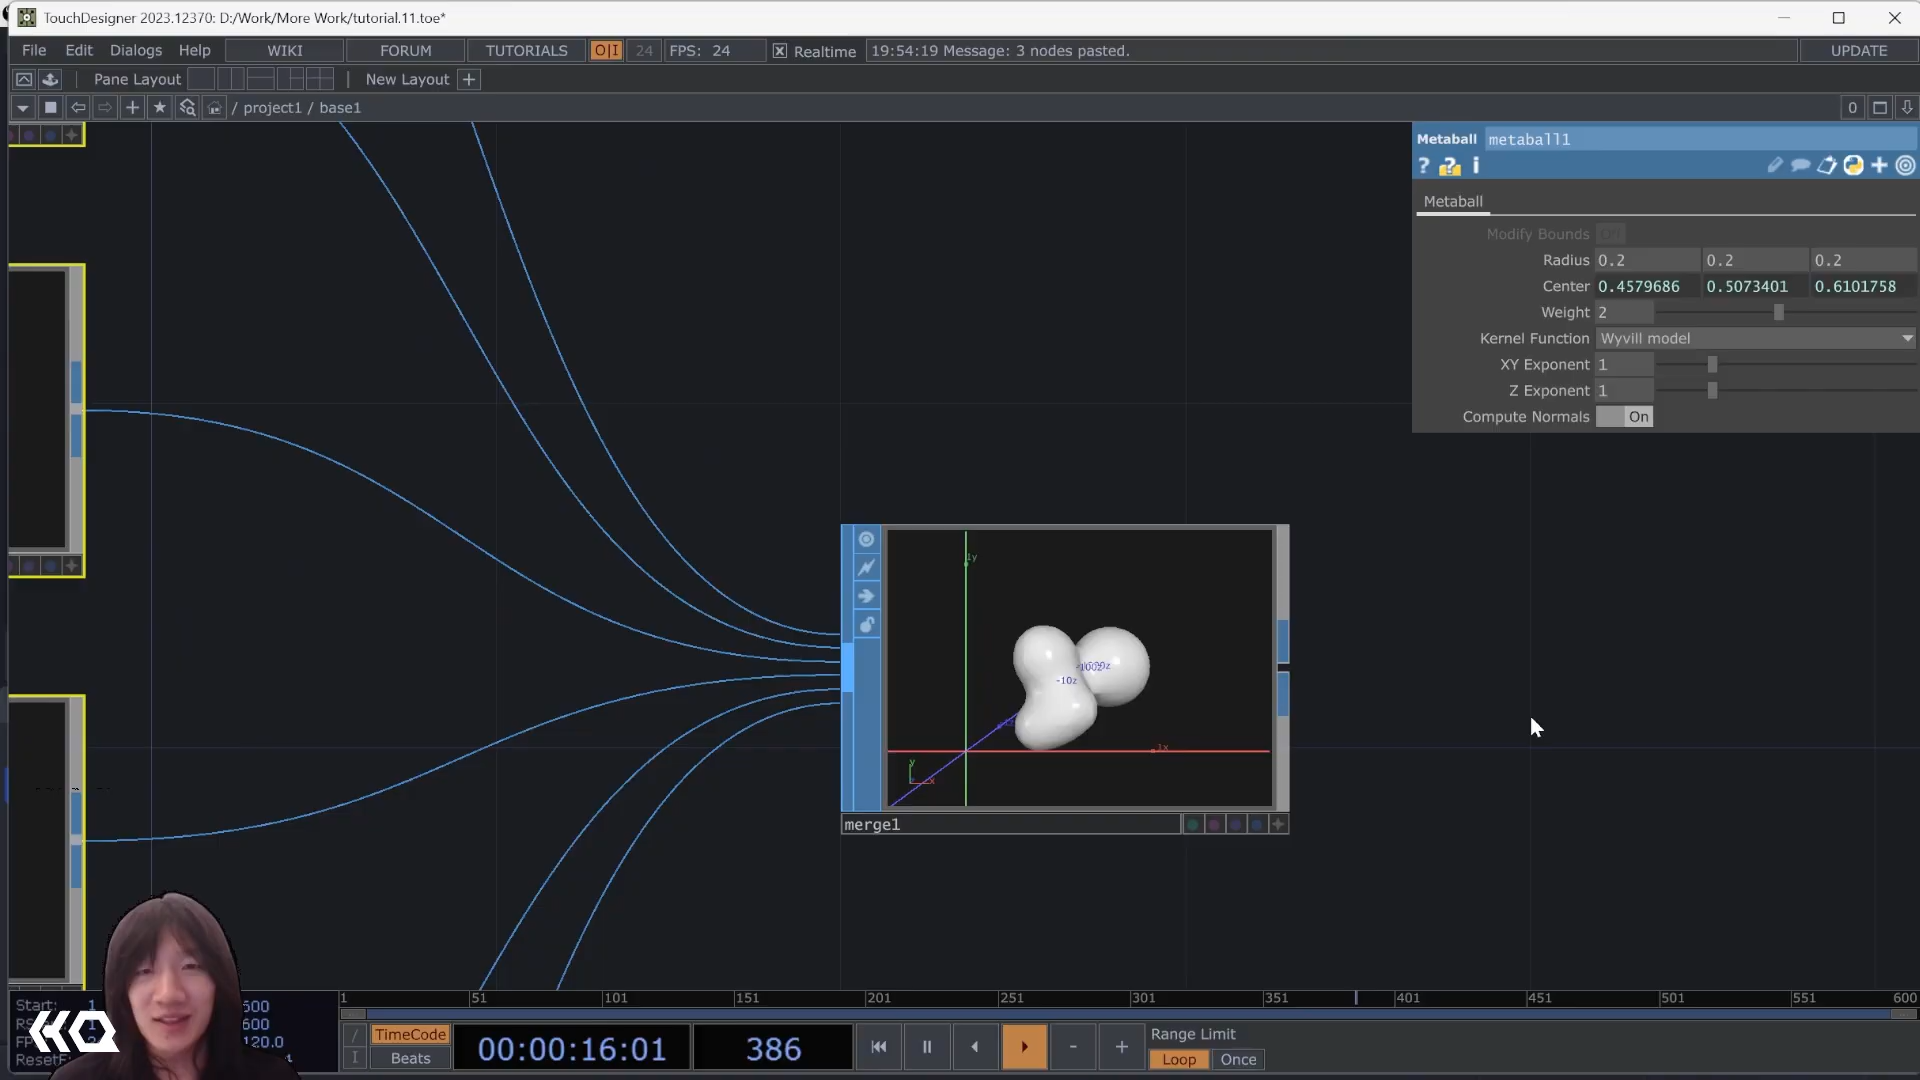 TouchDesigner 2023.12370: D:/Work/More Work/tutorial.11.toe*
File Edit Dialogs Help WIKI FORUM TUTORIALS O|I 24 FPS: 24 Realtime 19:54:19 Message: 3 nodes pasted. UPDATE
Pane Layout New Layout
/ project1 / base1 0
Metaball metaball1
Metaball
Modify Bounds
Radius 0.2 0.2 0.2
Center 0.4579686 0.5073401 0.6101758
Weight 2
Kernel Function Wyvill model
XY Exponent 1
Z Exponent 1
Compute Normals On
1y
-10z
1x
y
x
merge1
1 51 101 151 201 251 301 351 401 451 501 551 600
Start: 1 600
600
120.0
TimeCode
Beats
00:00:16:01
386
Range Limit
Loop Once